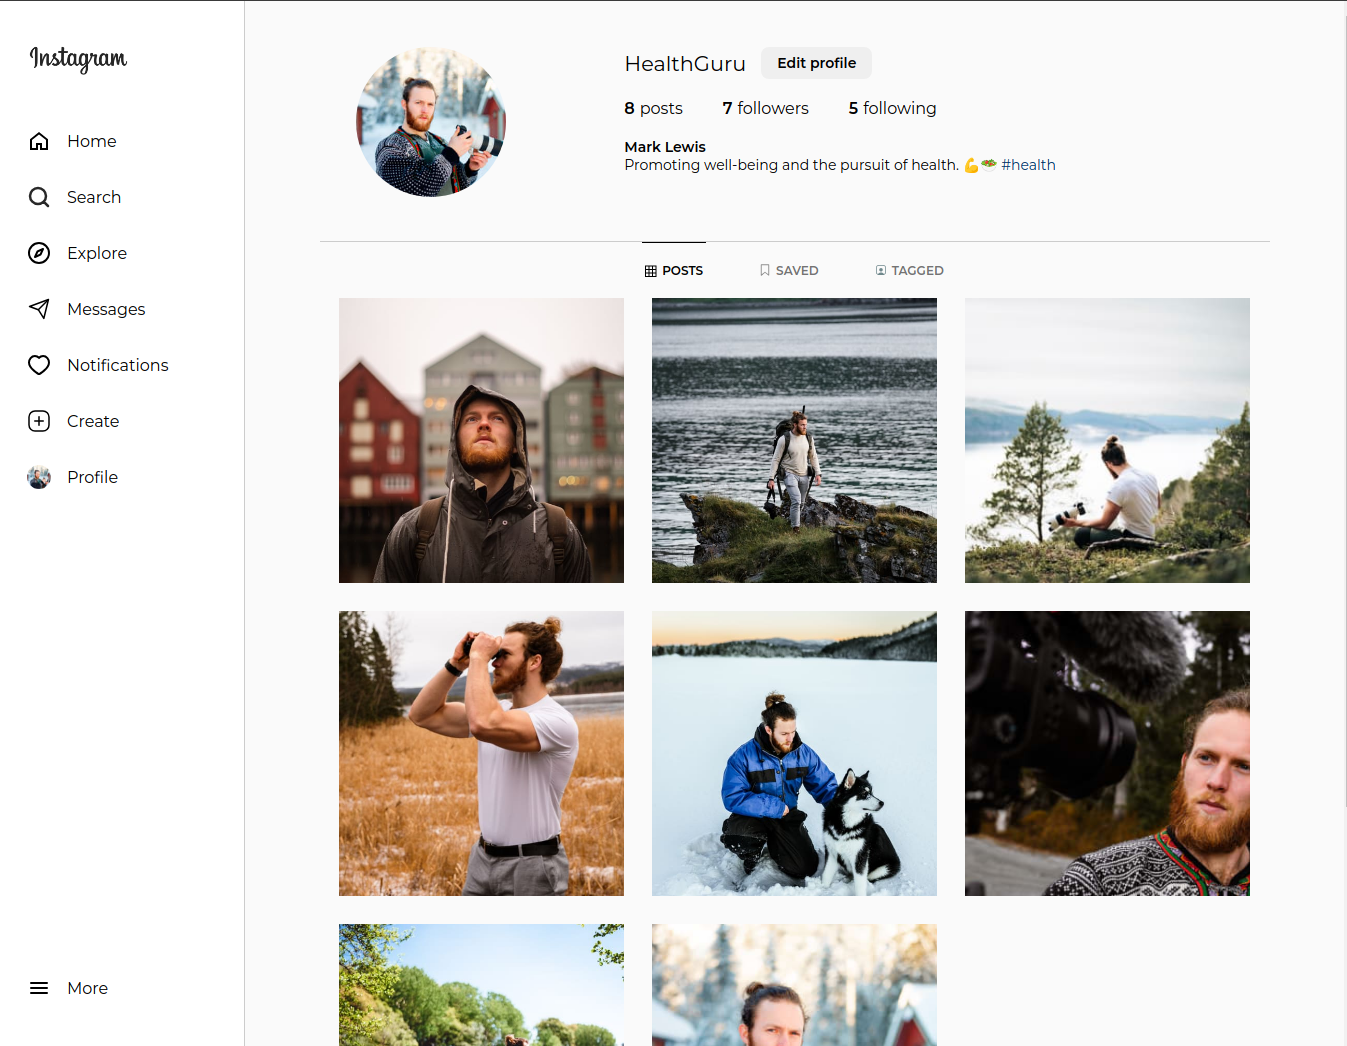 Instagram
Home
Search
Explore
Messages
Notifications
Create
Profile
More
HealthGuru Edit profile
8 posts 7 followers 5 following
Mark Lewis
Promoting well-being and the pursuit of health. 💪🥗 #health
POSTS SAVED TAGGED